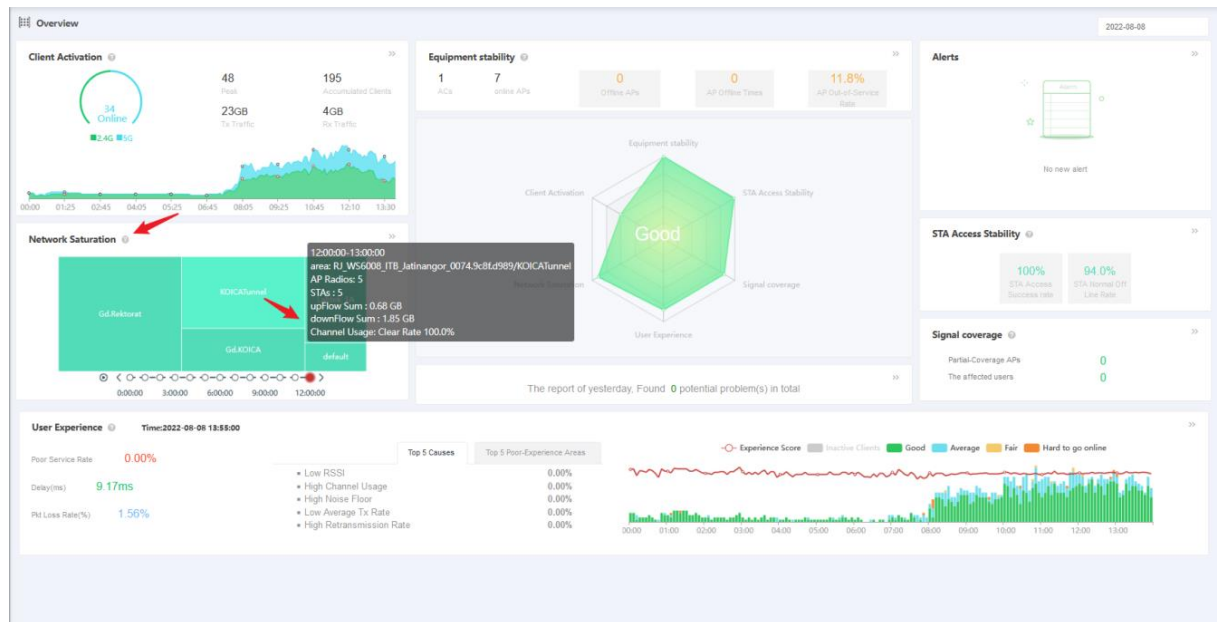 Overview
2022-08-08
Client Activation
34
Online
2.4G 5G
48
Peak
195
Accumulated Clients
23GB
Tx Traffic
4GB
Rx Traffic
00:00 01:25 02:45 04:05 05:25 06:45 08:05 09:25 10:45 12:10 13:30
Network Saturation
Gd.Rektorat
KOICATunnel
Gd.KOICA
default
12:00:00-13:00:00
area: RJ_WS6008_ITB_Jatinangor_0074.9c8f.d989/KOICATunnel
AP Radios: 5
STAs : 5
upFlow Sum : 0.68 GB
downFlow Sum : 1.85 GB
Channel Usage: Clear Rate 100.0%
0:00:00 3:00:00 6:00:00 9:00:00 12:00:00
Equipment stability
1
ACs
7
online APs
0
Offline APs
0
AP Offline Times
11.8%
AP Out-of-Service
Rate
Equipment stability
Client Activation
STA Access Stability
Good
Network Saturation
Signal coverage
User Experience
The report of yesterday, Found 0 potential problem(s) in total
Alerts
No new alert
STA Access Stability
100%
STA Access
Success rate
94.0%
STA Normal Off
Line Rate
Signal coverage
Partial-Coverage APs 0
The affected users 0
User Experience Time:2022-08-08 13:55:00
Poor Service Rate 0.00%
Delay(ms) 9.17ms
Pkt Loss Rate(%) 1.56%
Top 5 Causes Top 5 Poor-Experience Areas
Low RSSI 0.00%
High Channel Usage 0.00%
High Noise Floor 0.00%
Low Average Tx Rate 0.00%
High Retransmission Rate 0.00%
Experience Score Inactive Clients Good Average Fair Hard to go online
00:00 01:00 02:00 03:00 04:00 05:00 06:00 07:00 08:00 09:00 10:00 11:00 12:00 13:00